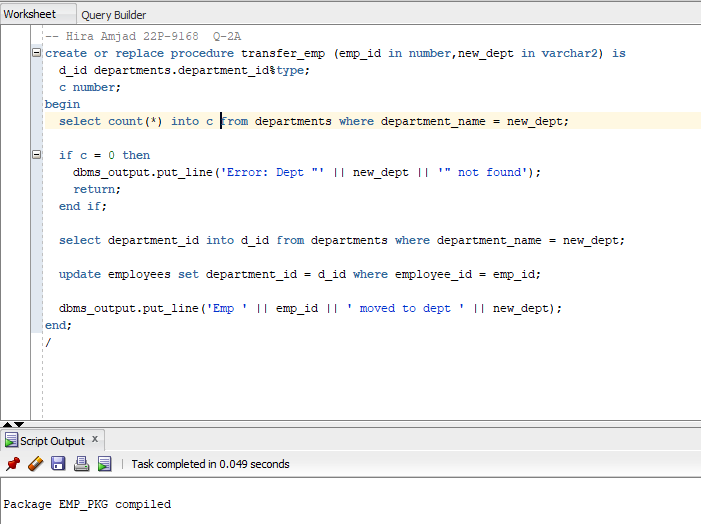 Worksheet Query Builder
-- Hira Amjad 22P-9168  Q-2A
create or replace procedure transfer_emp (emp_id in number,new_dept in varchar2) is
  d_id departments.department_id%type;
  c number;
begin
  select count(*) into c from departments where department_name = new_dept;
  if c = 0 then
    dbms_output.put_line('Error: Dept "' || new_dept || '" not found');
    return;
  end if;
  select department_id into d_id from departments where department_name = new_dept;
  update employees set department_id = d_id where employee_id = emp_id;
  dbms_output.put_line('Emp ' || emp_id || ' moved to dept ' || new_dept);
end;
/
Script Output x
Task completed in 0.049 seconds
Package EMP_PKG compiled